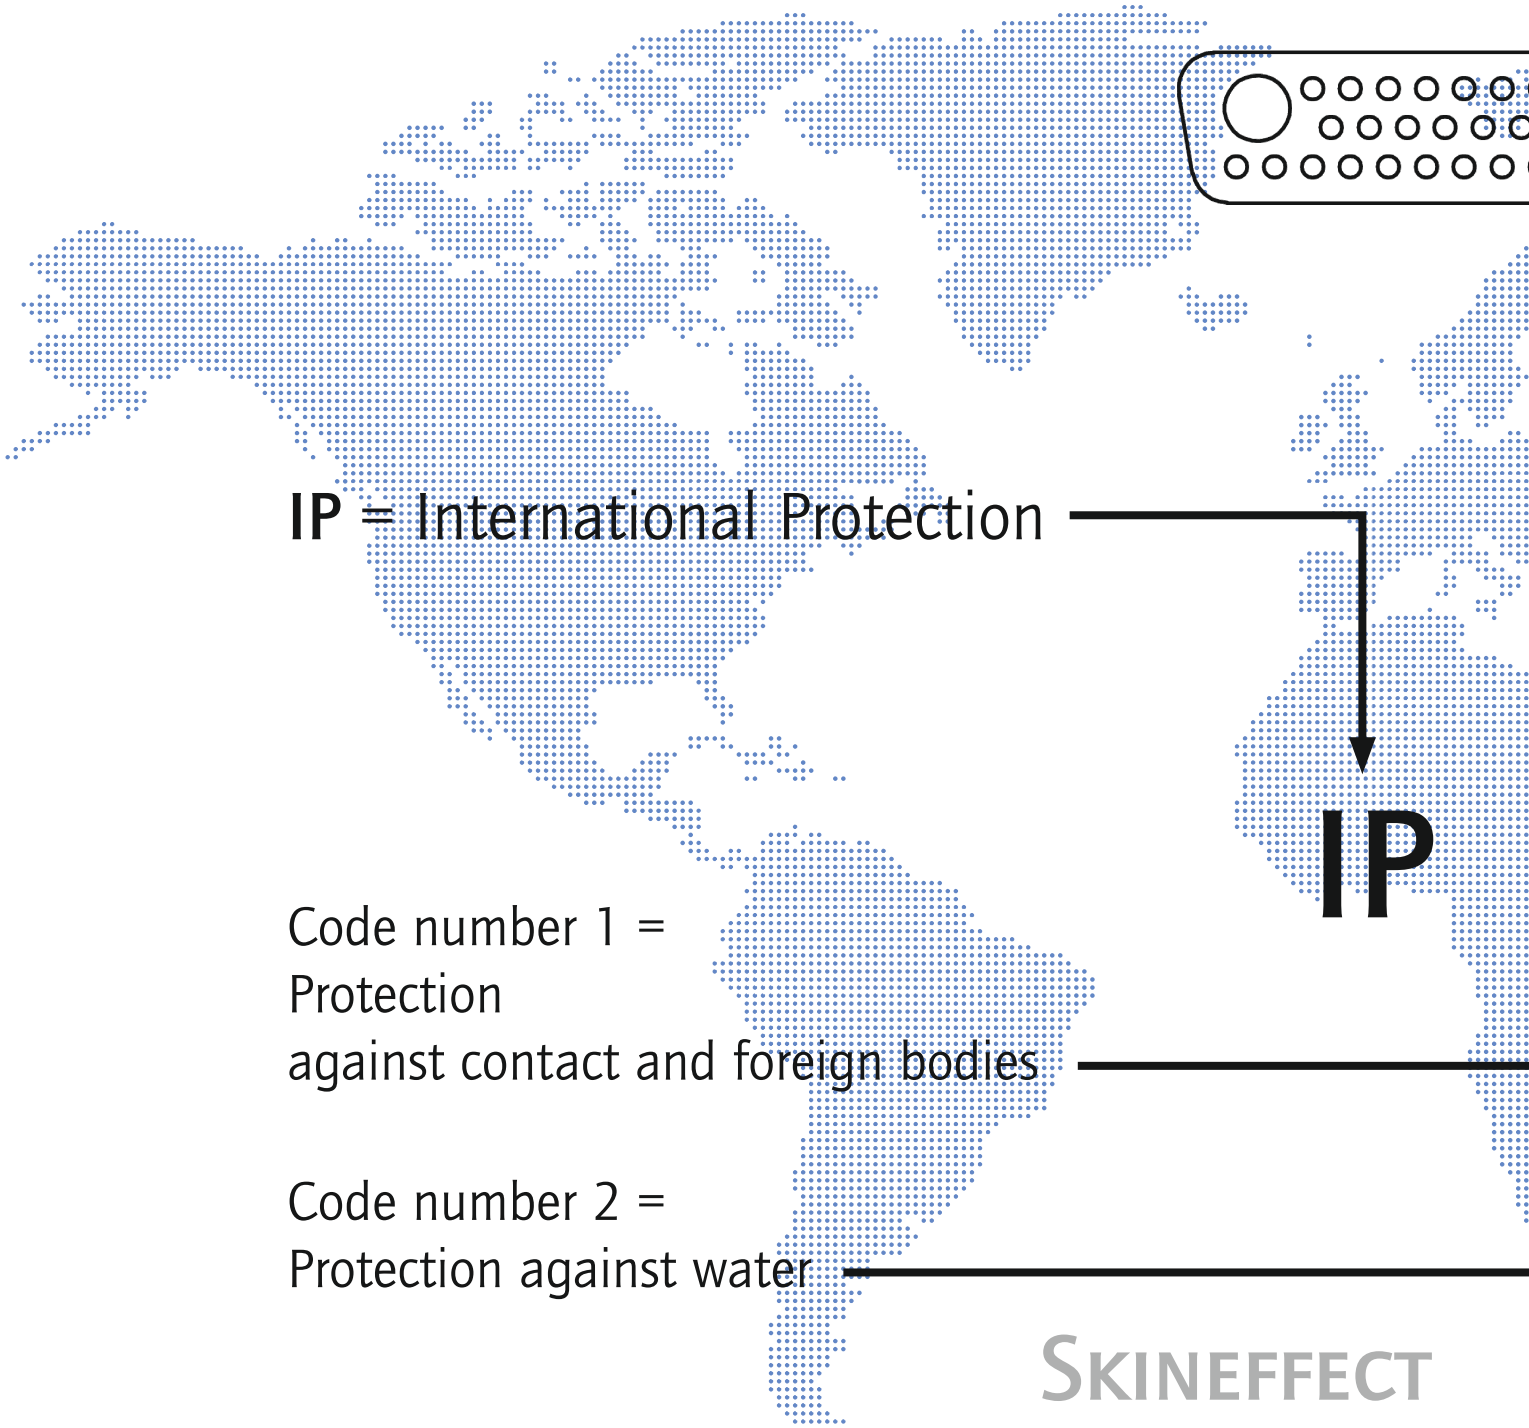 IP = International Protection
IP
Code number 1 =
Protection
against contact and foreign bodies
Code number 2 =
Protection against water
SKINEFFECT